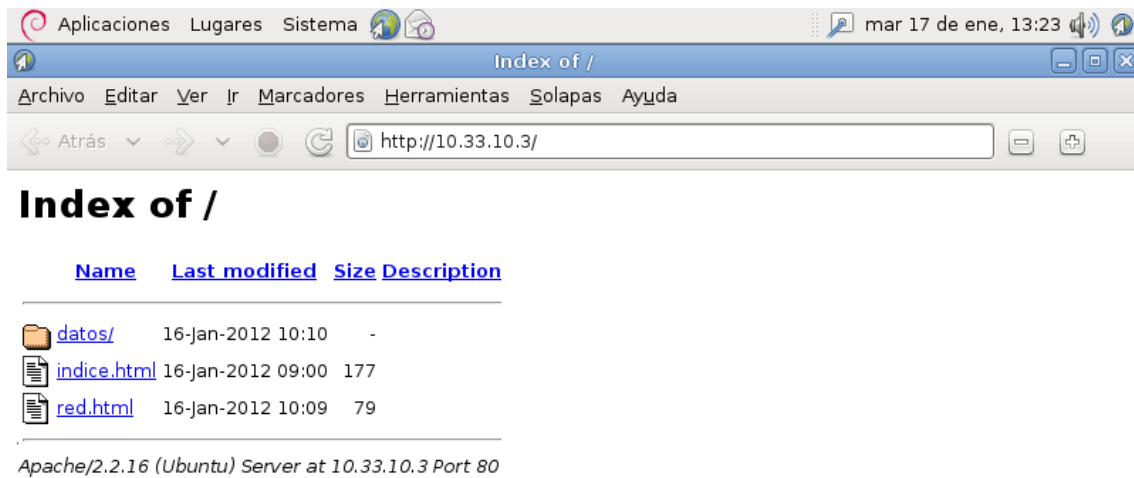 Aplicaciones Lugares Sistema mar 17 de ene, 13:23
Index of /
Archivo Editar Ver Ir Marcadores Herramientas Solapas Ayuda
Atrás http://10.33.10.3/
Index of /
Name Last modified Size Description
datos/ 16-Jan-2012 10:10 -
indice.html 16-Jan-2012 09:00 177
red.html 16-Jan-2012 10:09 79
Apache/2.2.16 (Ubuntu) Server at 10.33.10.3 Port 80